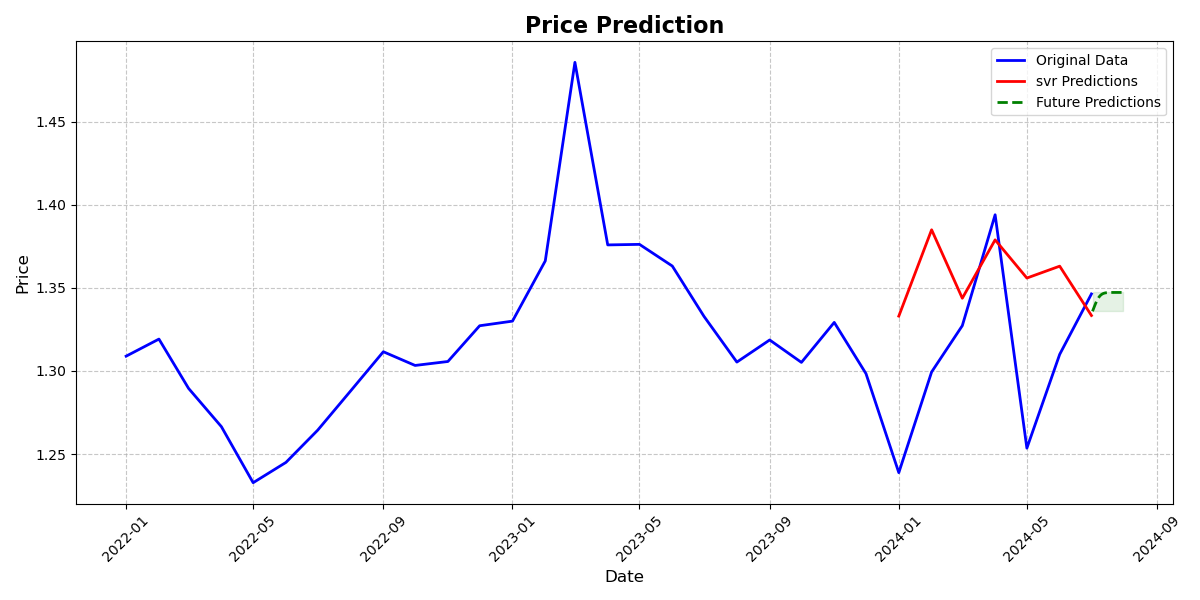 Price Prediction
Original Data
svr Predictions
Future Predictions
Price
1.45
1.40
1.35
1.30
1.25
2022-01
2022-05
2022-09
2023-01
2023-05
2023-09
2024-01
2024-05
2024-09
Date